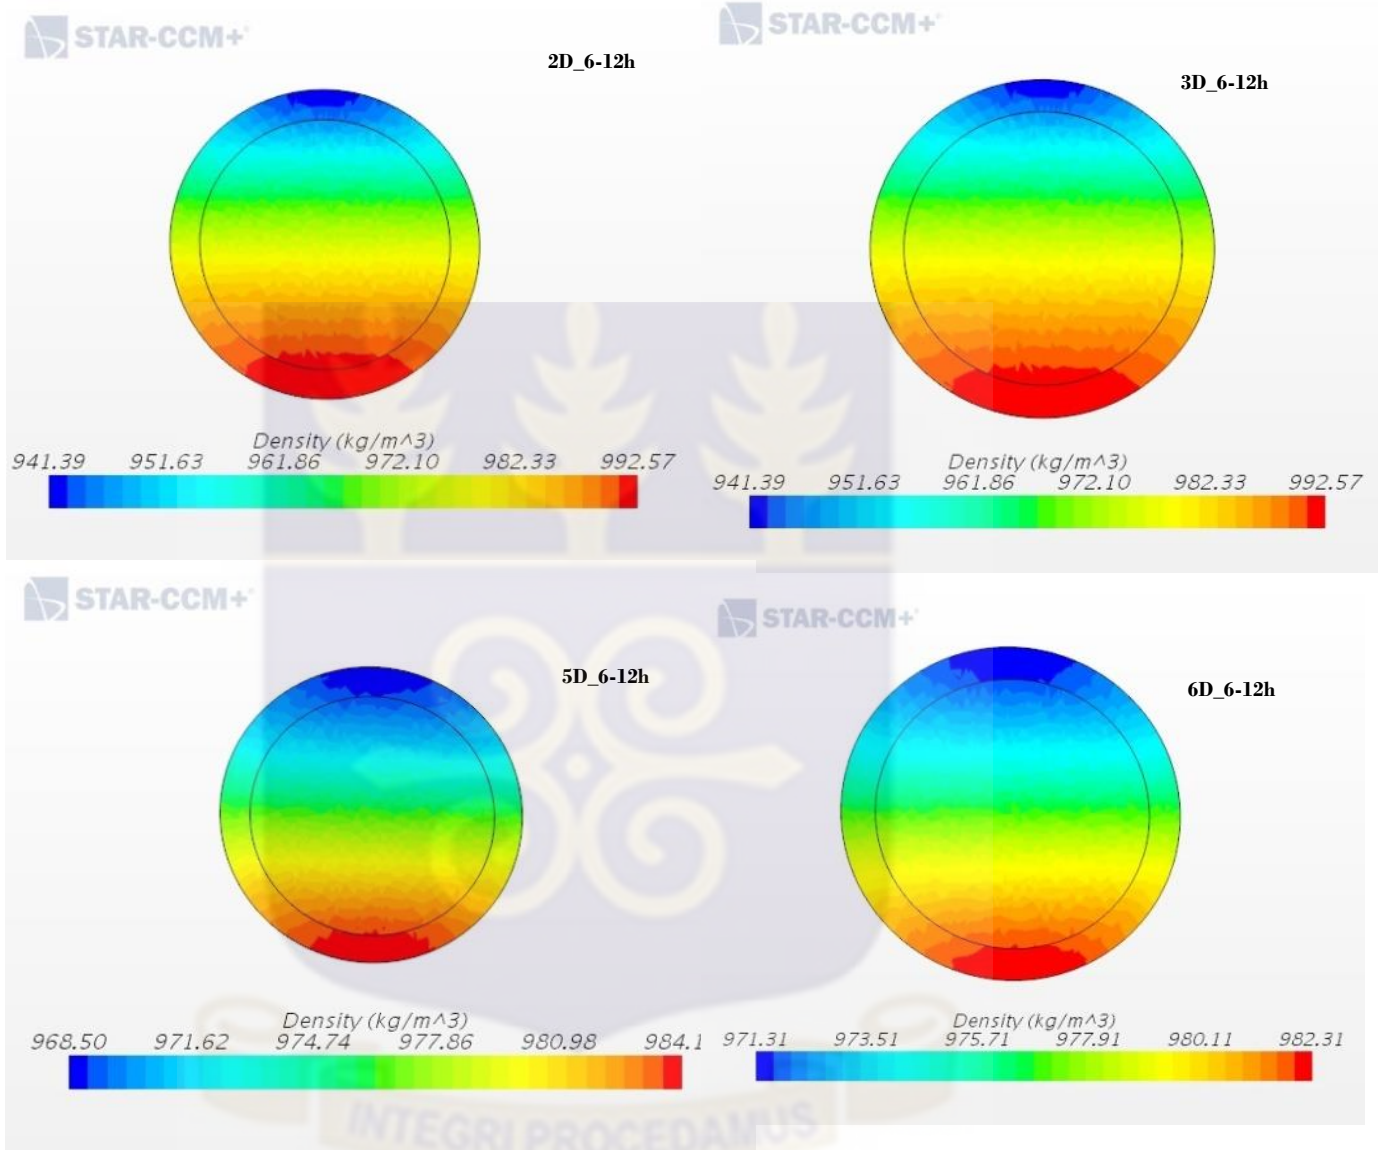 STAR-CCM+
2D_6-12h
Density (kg/m^3)
941.39 951.63 961.86 972.10 982.33 992.57
STAR-CCM+
3D_6-12h
Density (kg/m^3)
941.39 951.63 961.86 972.10 982.33 992.57
STAR-CCM+
5D_6-12h
Density (kg/m^3)
968.50 971.62 974.74 977.86 980.98 984.1
STAR-CCM+
6D_6-12h
Density (kg/m^3)
971.31 973.51 975.71 977.91 980.11 982.31
INTEGRI PROCEDAMUS